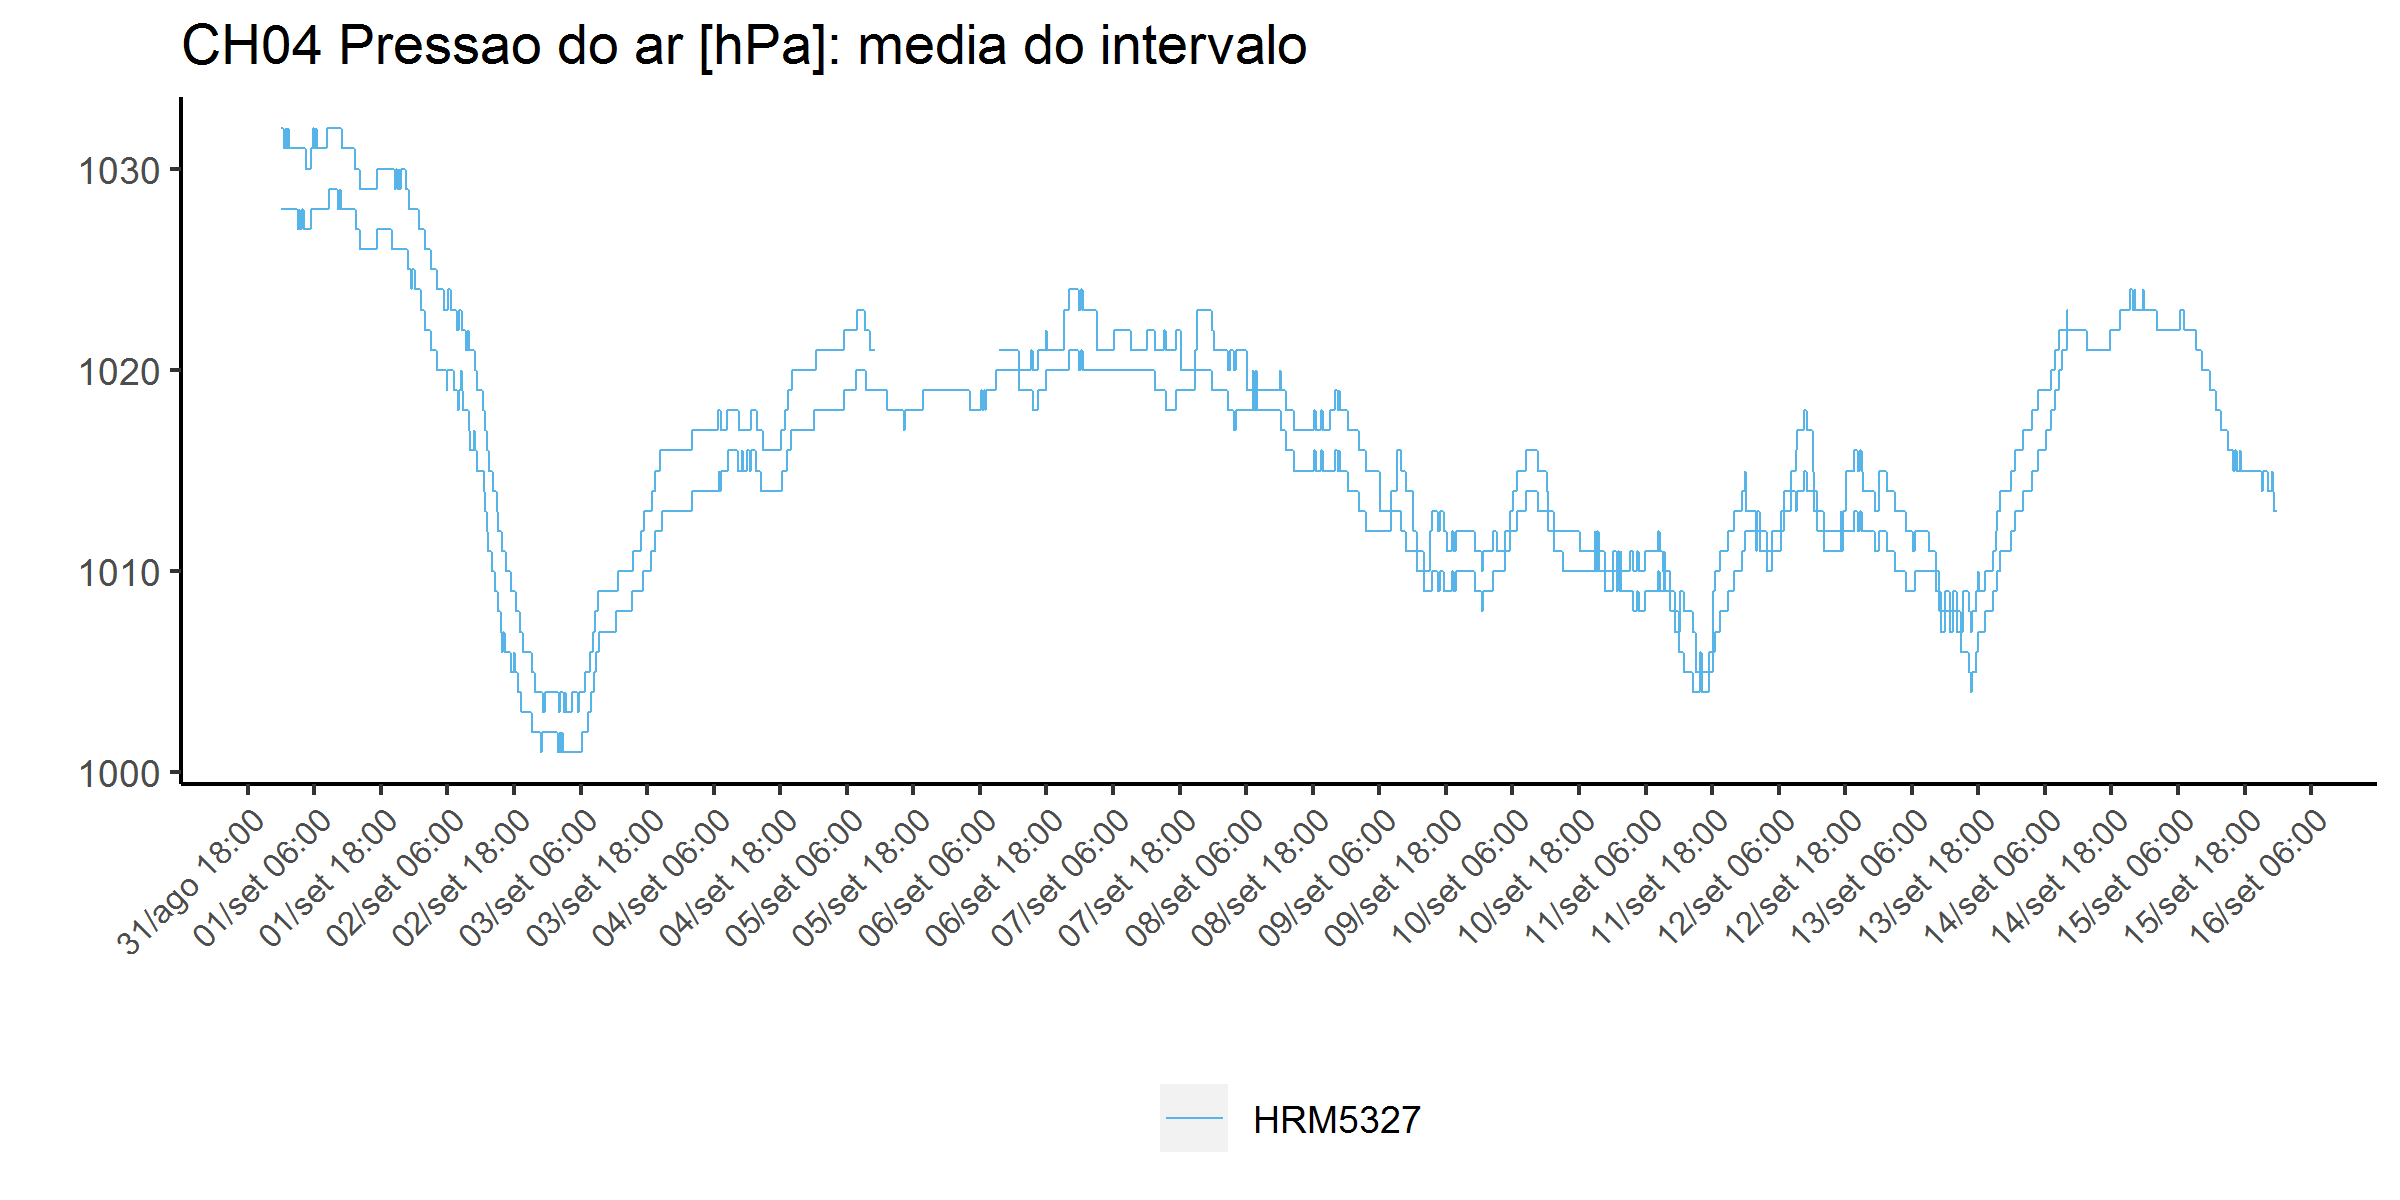 CH04 Pressao do ar [hPa]: media do intervalo
1030
1020
1010
1000
31/ago 18:00
01/set 06:00
01/set 18:00
02/set 06:00
02/set 18:00
03/set 06:00
03/set 18:00
04/set 06:00
04/set 18:00
05/set 06:00
05/set 18:00
06/set 06:00
06/set 18:00
07/set 06:00
07/set 18:00
08/set 06:00
08/set 18:00
09/set 06:00
09/set 18:00
10/set 06:00
10/set 18:00
11/set 06:00
11/set 18:00
12/set 06:00
12/set 18:00
13/set 06:00
13/set 18:00
14/set 06:00
14/set 18:00
15/set 06:00
15/set 18:00
16/set 06:00
HRM5327